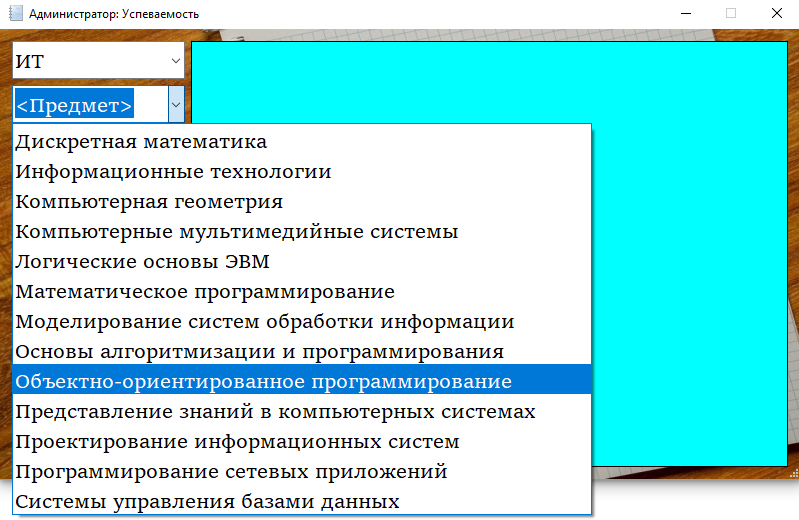 Администратор: Успеваемость
ИТ
<Предмет>
Дискретная математика
Информационные технологии
Компьютерная геометрия
Компьютерные мультимедийные системы
Логические основы ЭВМ
Математическое программирование
Моделирование систем обработки информации
Основы алгоритмизации и программирования
Объектно-ориентированное программирование
Представление знаний в компьютерных системах
Проектирование информационных систем
Программирование сетевых приложений
Системы управления базами данных